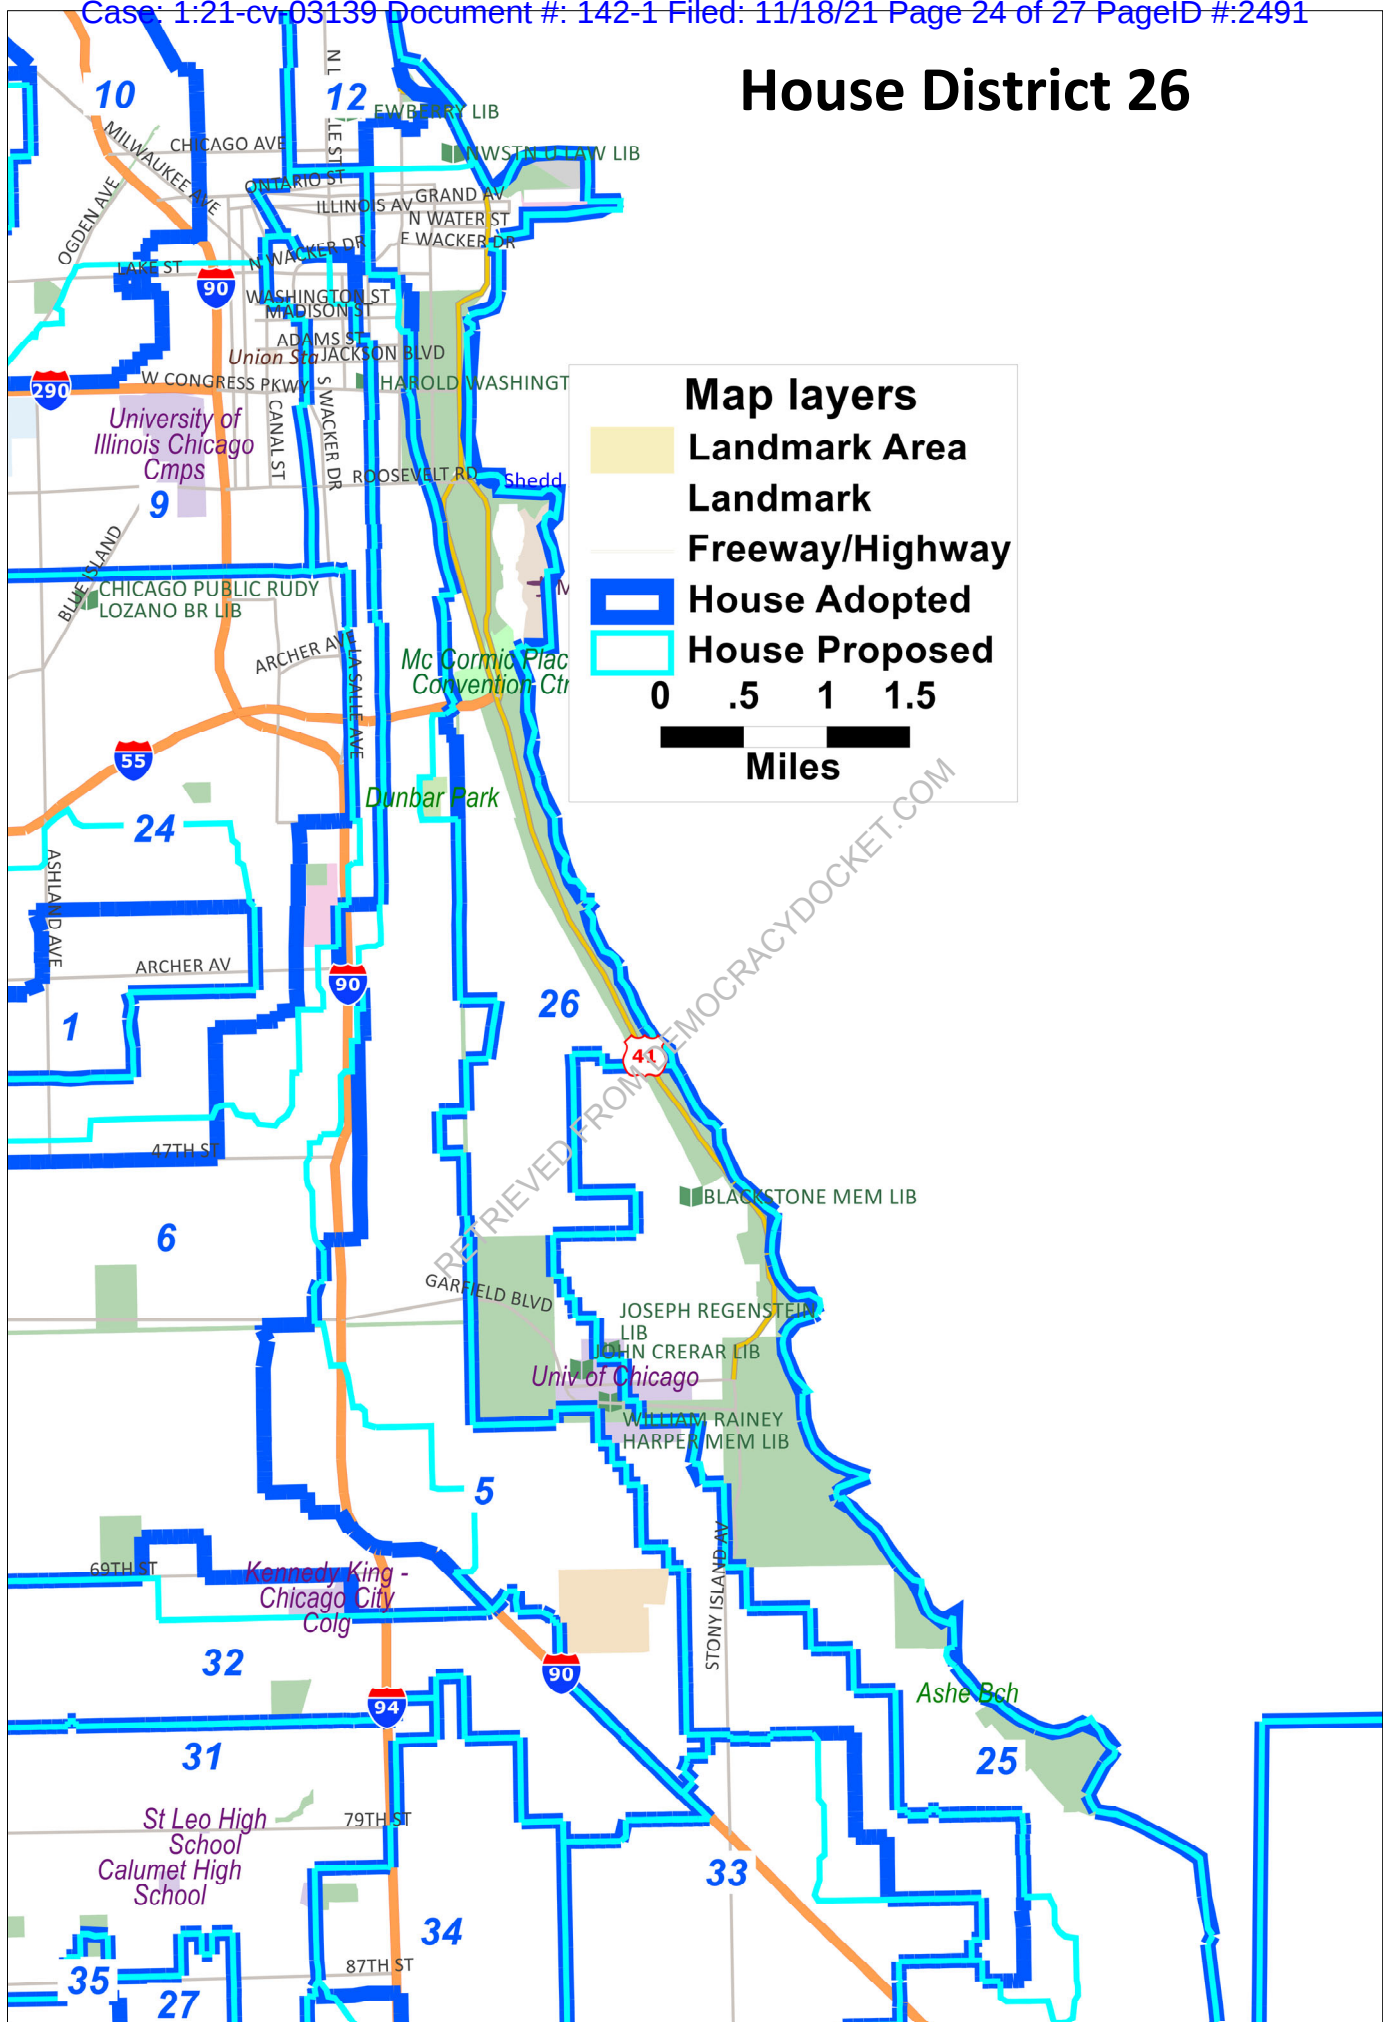 Case: 1:21-cv-03139 Document #: 142-1 Filed: 11/18/21 Page 24 of 27 PageID #:2491
House District 26
10
12
EWBERRY LIB
CHICAGO AVE
MILWAUKEE AVE
NWSTN U LAW LIB
ONTARIO ST
GRAND AV
ILLINOIS AV
OGDEN AVE
N WATER ST
E WACKER DR
N WACKER DR
LAKE ST
90
WASHINGTON ST
MADISON ST
ADAMS ST
Union Sta
JACKSON BLVD
290
W CONGRESS PKWY
HAROLD WASHINGT
Map layers
Landmark Area
Landmark
Freeway/Highway
House Adopted
House Proposed
0 .5 1 1.5
Miles
University of
Illinois Chicago
Cmps
CANAL ST
S WACKER DR
ROOSEVELT RD
Shedd
9
BLUE ISLAND
CHICAGO PUBLIC RUDY
LOZANO BR LIB
M
ARCHER AVE
LA SALLE AVE
Mc Cormic Plac
Convention Ctr
55
Dunbar Park
24
ASHLAND AVE
ARCHER AV
90
26
1
41
RETRIEVED FROM DEMOCRACYDOCKET.COM
47TH ST
BLACKSTONE MEM LIB
6
GARFIELD BLVD
JOSEPH REGENSTEIN
LIB
JOHN CRERAR LIB
Univ of Chicago
WILLIAM RAINEY
HARPER MEM LIB
5
STONY ISLAND AV
69TH ST
Kennedy King -
Chicago City
Colg
32
90
94
Ashe Bch
31
25
St Leo High
School
79TH ST
Calumet High
School
33
34
87TH ST
35
27